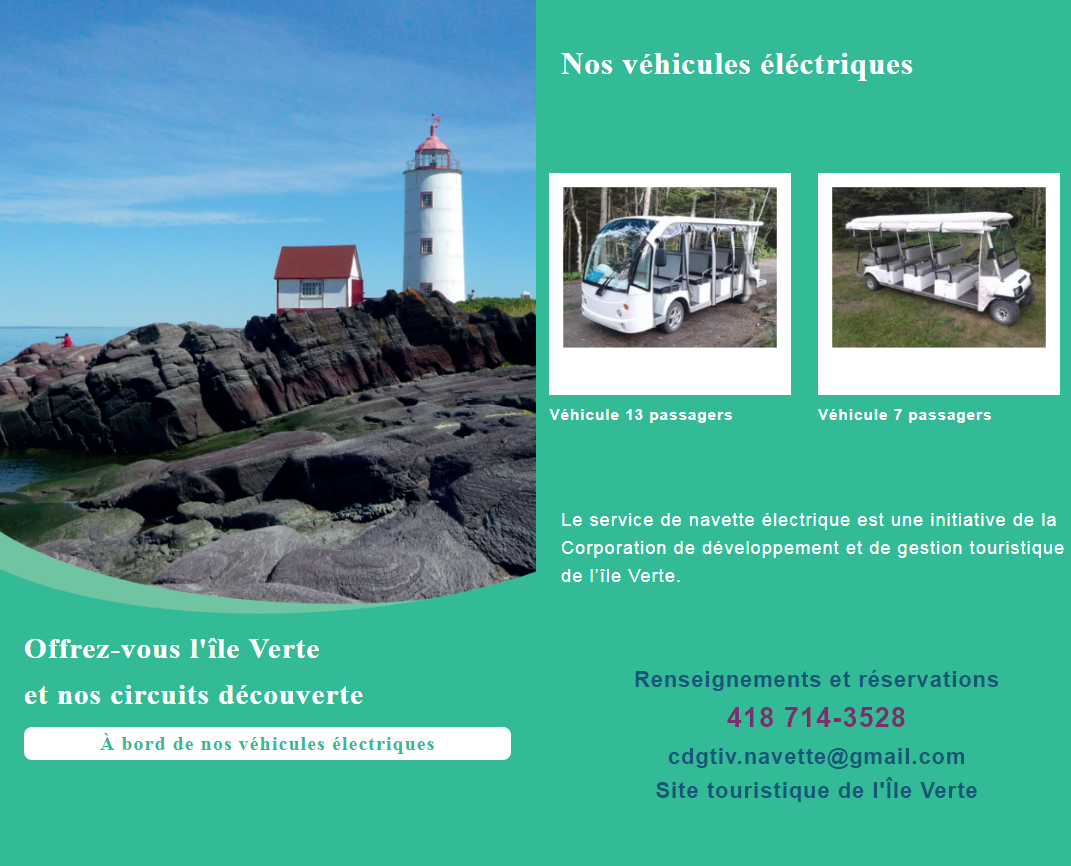 Nos véhicules éléctriques
Véhicule 13 passagers
Véhicule 7 passagers
Le service de navette électrique est une initiative de la
Corporation de développement et de gestion touristique
de l'île Verte.
Offrez-vous l'île Verte
et nos circuits découverte
À bord de nos véhicules électriques
Renseignements et réservations
418 714-3528
cdgtiv.navette@gmail.com
Site touristique de l'Île Verte